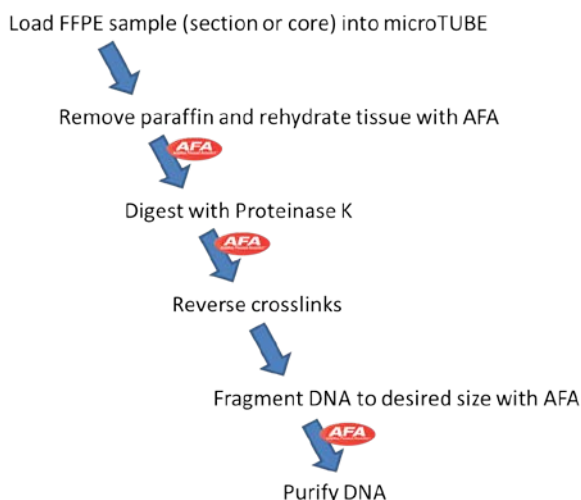 Load FFPE sample (section or core) into microTUBE
Remove paraffin and rehydrate tissue with AFA
AFA
Digest with Proteinase K
AFA
Reverse crosslinks
Fragment DNA to desired size with AFA
AFA
Purify DNA